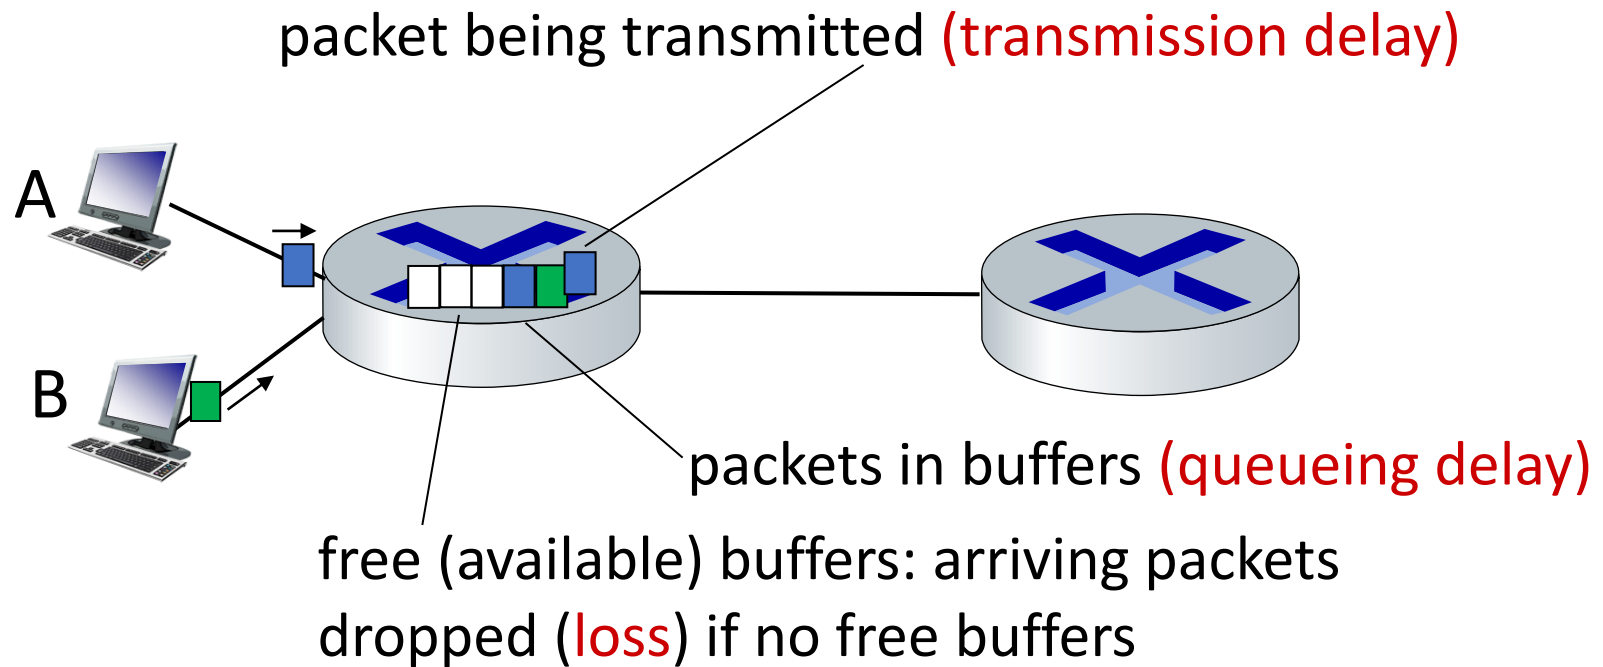 packet being transmitted (transmission delay)
A
B
packets in buffers (queueing delay)
free (available) buffers: arriving packets
dropped (loss) if no free buffers